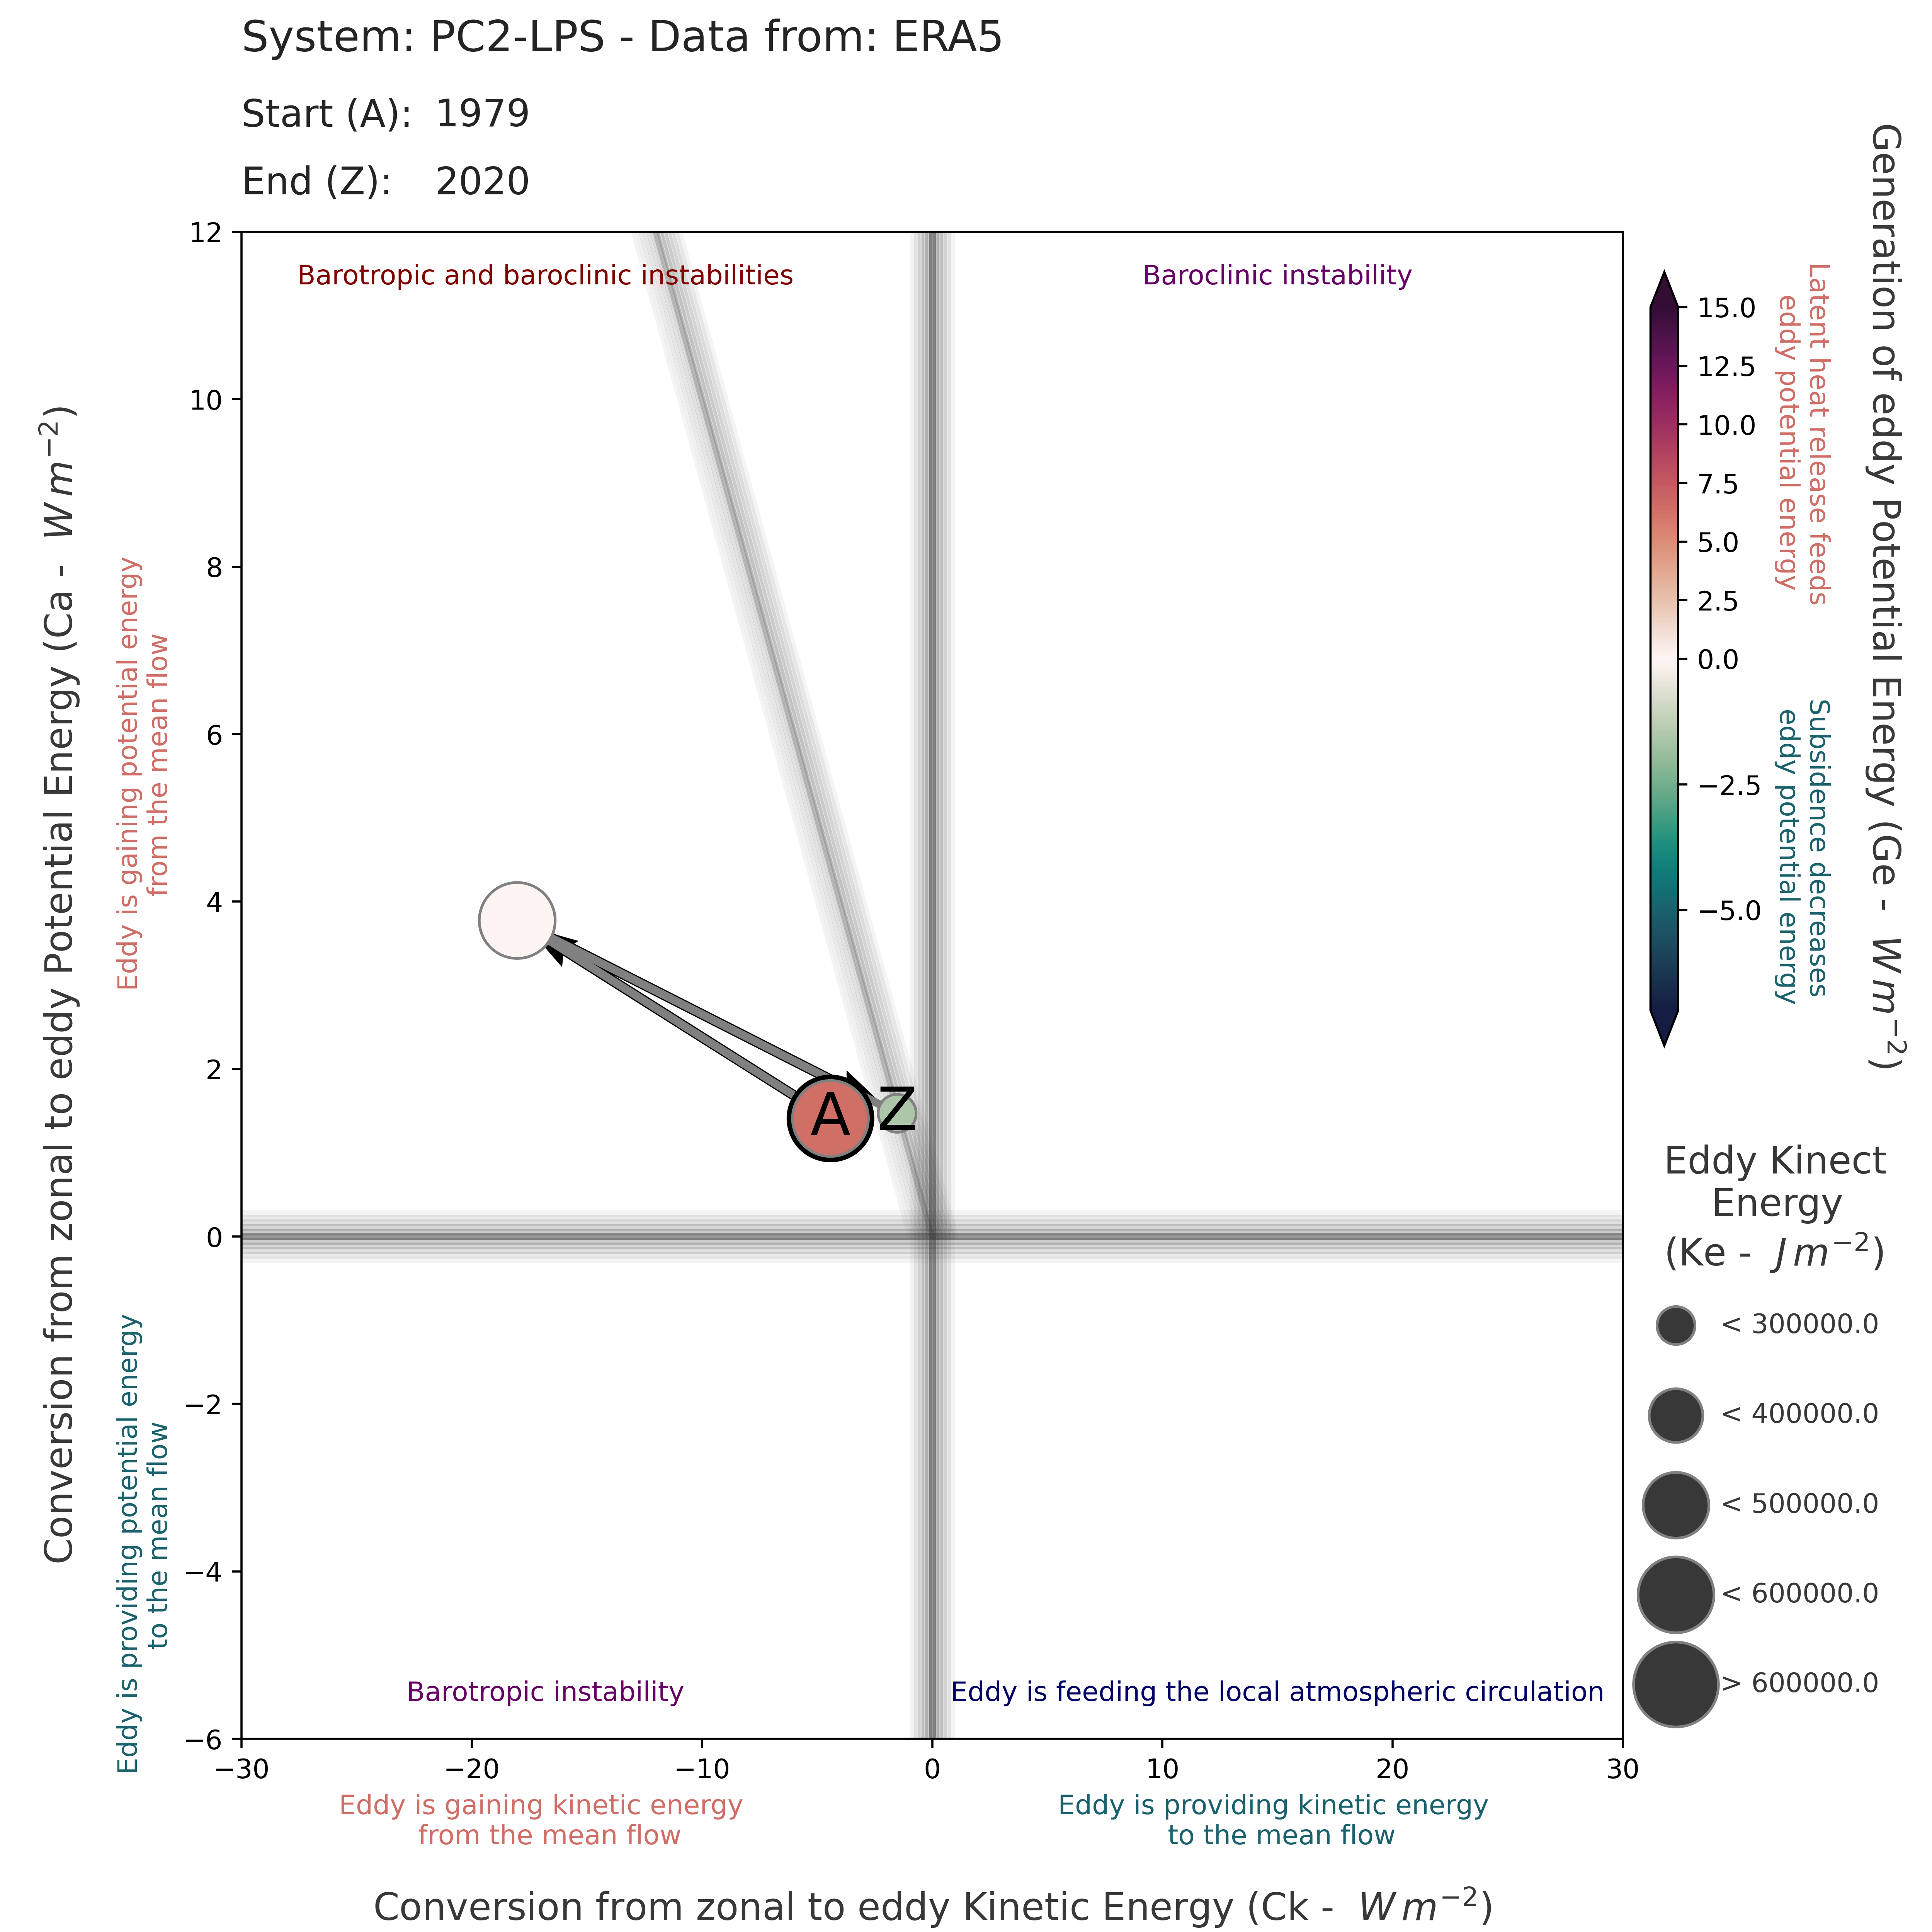 System: PC2-LPS - Data from: ERA5
Start (A): 1979
End (Z): 2020
Conversion from zonal to eddy Potential Energy (Ca - W m⁻²)
Eddy is gaining potential energy
from the mean flow
Eddy is providing potential energy
to the mean flow
12
10
8
6
4
2
0
−2
−4
−6
Barotropic and baroclinic instabilities
Baroclinic instability
A
Z
Barotropic instability
Eddy is feeding the local atmospheric circulation
−30
−20
−10
0
10
20
30
Eddy is gaining kinetic energy
from the mean flow
Eddy is providing kinetic energy
to the mean flow
Conversion from zonal to eddy Kinetic Energy (Ck - W m⁻²)
15.0
12.5
10.0
7.5
5.0
2.5
0.0
−2.5
−5.0
Latent heat release feeds
eddy potential energy
Subsidence decreases
eddy potential energy
Generation of eddy Potential Energy (Ge - W m⁻²)
Eddy Kinect
Energy
(Ke - J m⁻²)
< 300000.0
< 400000.0
< 500000.0
< 600000.0
> 600000.0